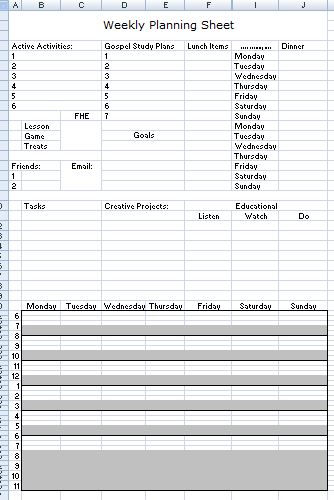 A B C D E F I J
Weekly Planning Sheet
Active Activities: Gospel Study Plans Lunch Items Dinner
1 1 Monday
2 2 Tuesday
3 3 Wednesday
4 4 Thursday
5 5 Friday
6 6 Saturday
FHE 7 Sunday
Lesson Monday
Game Goals Tuesday
Treats Wednesday
Thursday
Friends: Email: Friday
1 Saturday
2 Sunday
Tasks Creative Projects: Educational
Listen Watch Do
Monday Tuesday Wednesday Thursday Friday Saturday Sunday
6
7
8
9
10
11
12
1
2
3
4
5
6
7
8
9
10
11